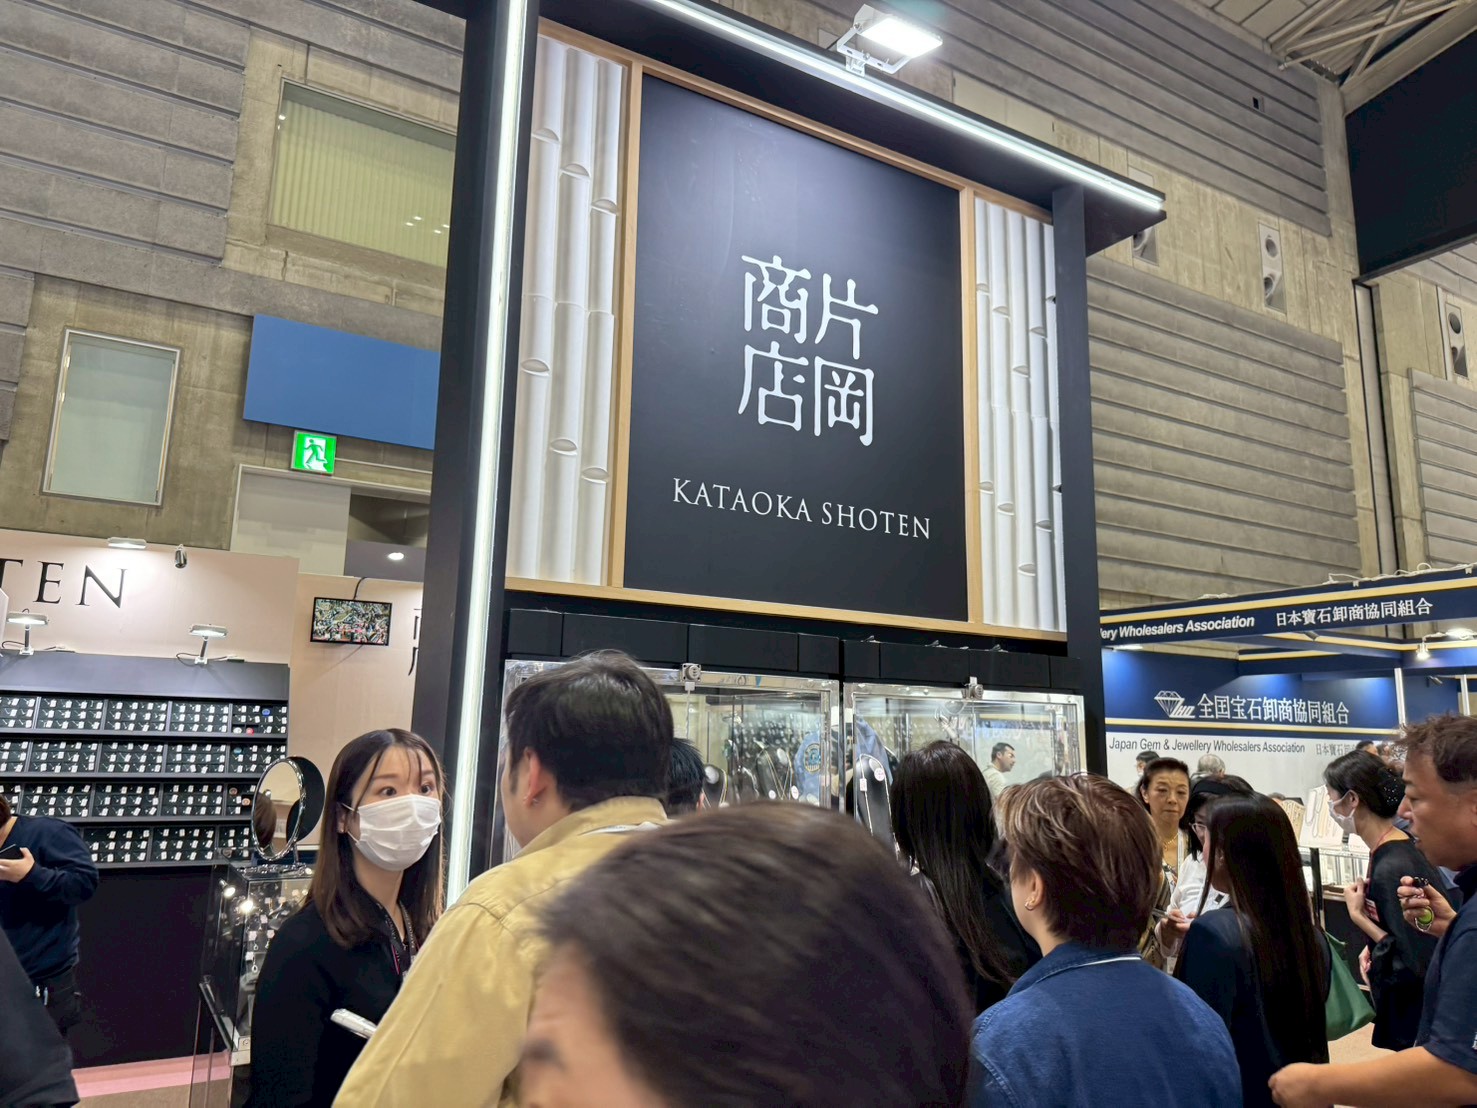 片岡
商店
KATAOKA SHOTEN
TEN
ery Wholesalers Association 日本寶石卸商協同組合
全国宝石卸商協同組合
Japan Gem & Jewellery Wholesalers Association